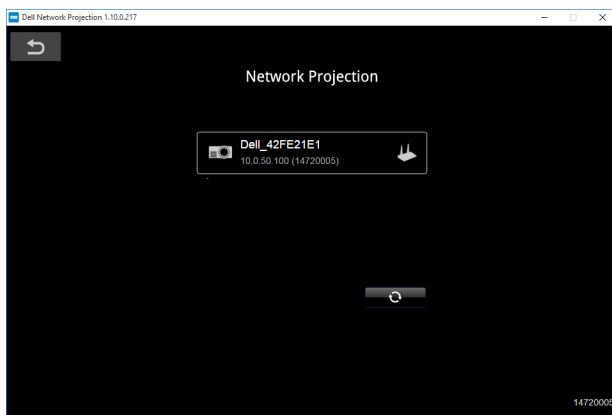 Dell Network Projection 1.10.0.217
Network Projection
Dell_42FE21E1
10.0.50.100 (14720005)
14720005